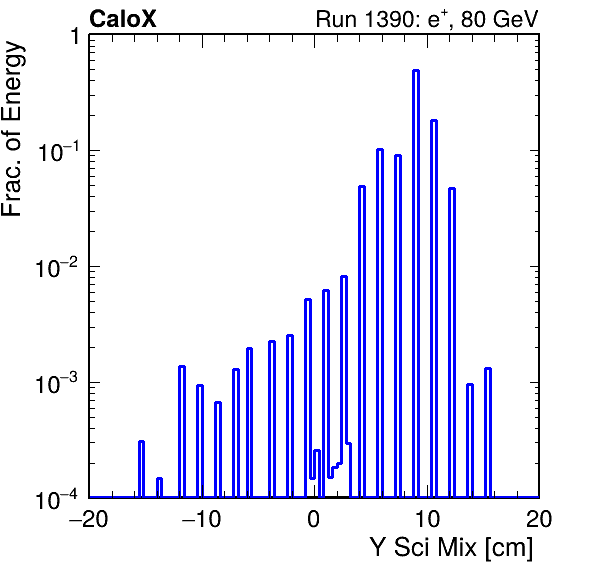 CaloX Run 1390: e⁺, 80 GeV
Frac. of Energy
1
10⁻¹
10⁻²
10⁻³
10⁻⁴
−20 −10 0 10 20
Y Sci Mix [cm]